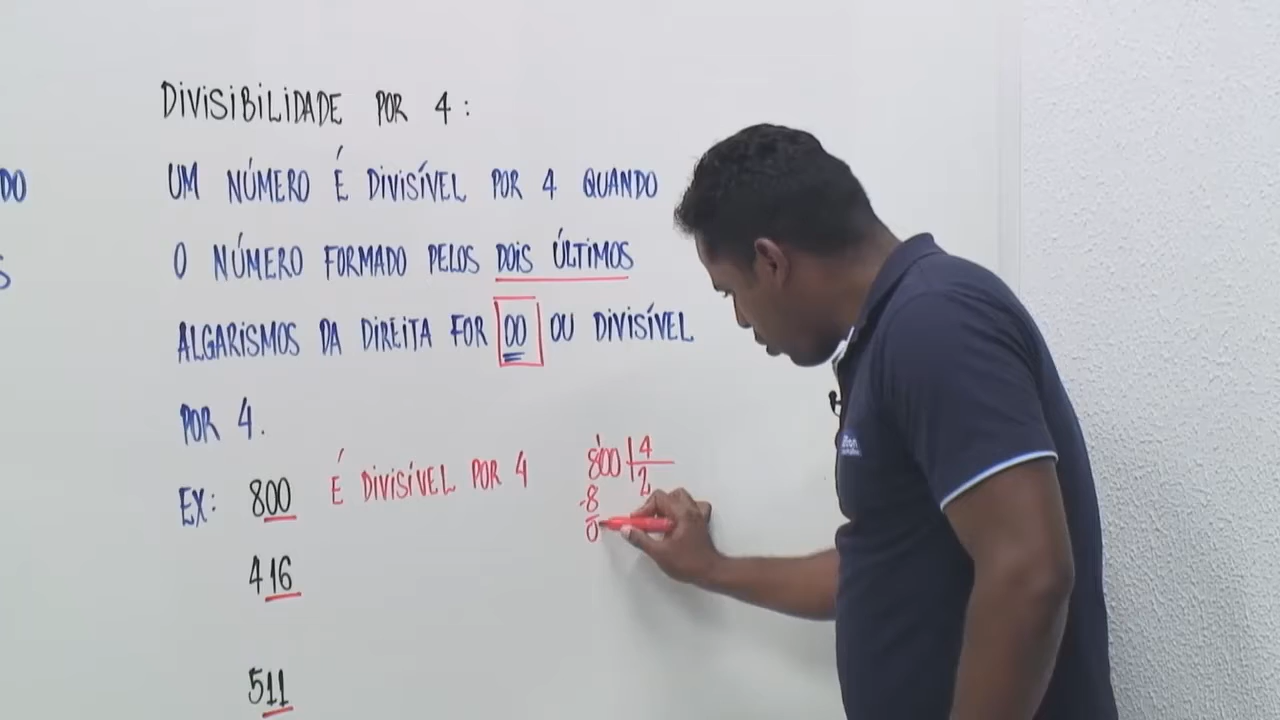 DIVISIBILIDADE POR 4:
UM NÚMERO É DIVISÍVEL POR 4 QUANDO
O NÚMERO FORMADO PELOS DOIS ÚLTIMOS
ALGARISMOS DA DIREITA FOR 00 OU DIVISÍVEL
POR 4.
EX: 800 É DIVISÍVEL POR 4
416
511
800 4
-8 2
0